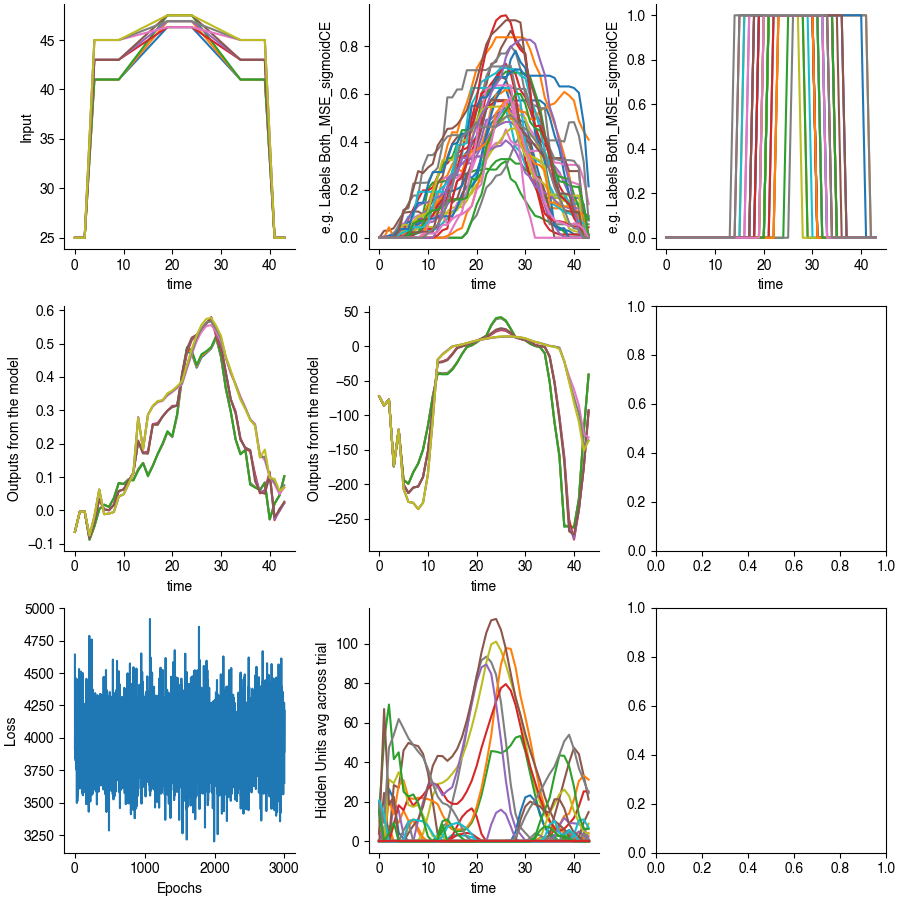 45
40
35
30
25
Input
0 10 20 30 40
time
0.8
0.6
0.4
0.2
0.0
e.g. Labels Both_MSE_sigmoidCE
0 10 20 30 40
time
1.0
0.8
0.6
0.4
0.2
0.0
e.g. Labels Both_MSE_sigmoidCE
0 10 20 30 40
time
0.6
0.5
0.4
0.3
0.2
0.1
0.0
−0.1
Outputs from the model
0 10 20 30 40
time
50
0
−50
−100
−150
−200
−250
Outputs from the model
0 10 20 30 40
time
1.0
0.8
0.6
0.4
0.2
0.0
0.0 0.2 0.4 0.6 0.8 1.0
5000
4750
4500
4250
4000
3750
3500
3250
Loss
0 1000 2000 3000
Epochs
100
80
60
40
20
0
Hidden Units avg across trial
0 10 20 30 40
time
1.0
0.8
0.6
0.4
0.2
0.0
0.0 0.2 0.4 0.6 0.8 1.0